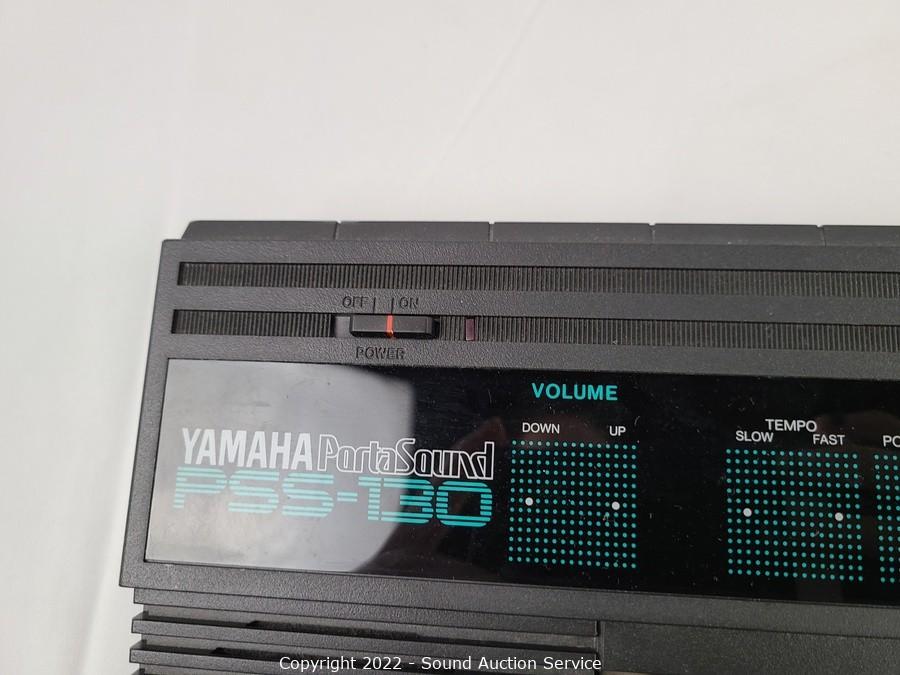 OFF ON
POWER
VOLUME
DOWN UP
TEMPO
SLOW FAST
YAMAHA PortaSound
PSS-130
Copyright 2022 - Sound Auction Service